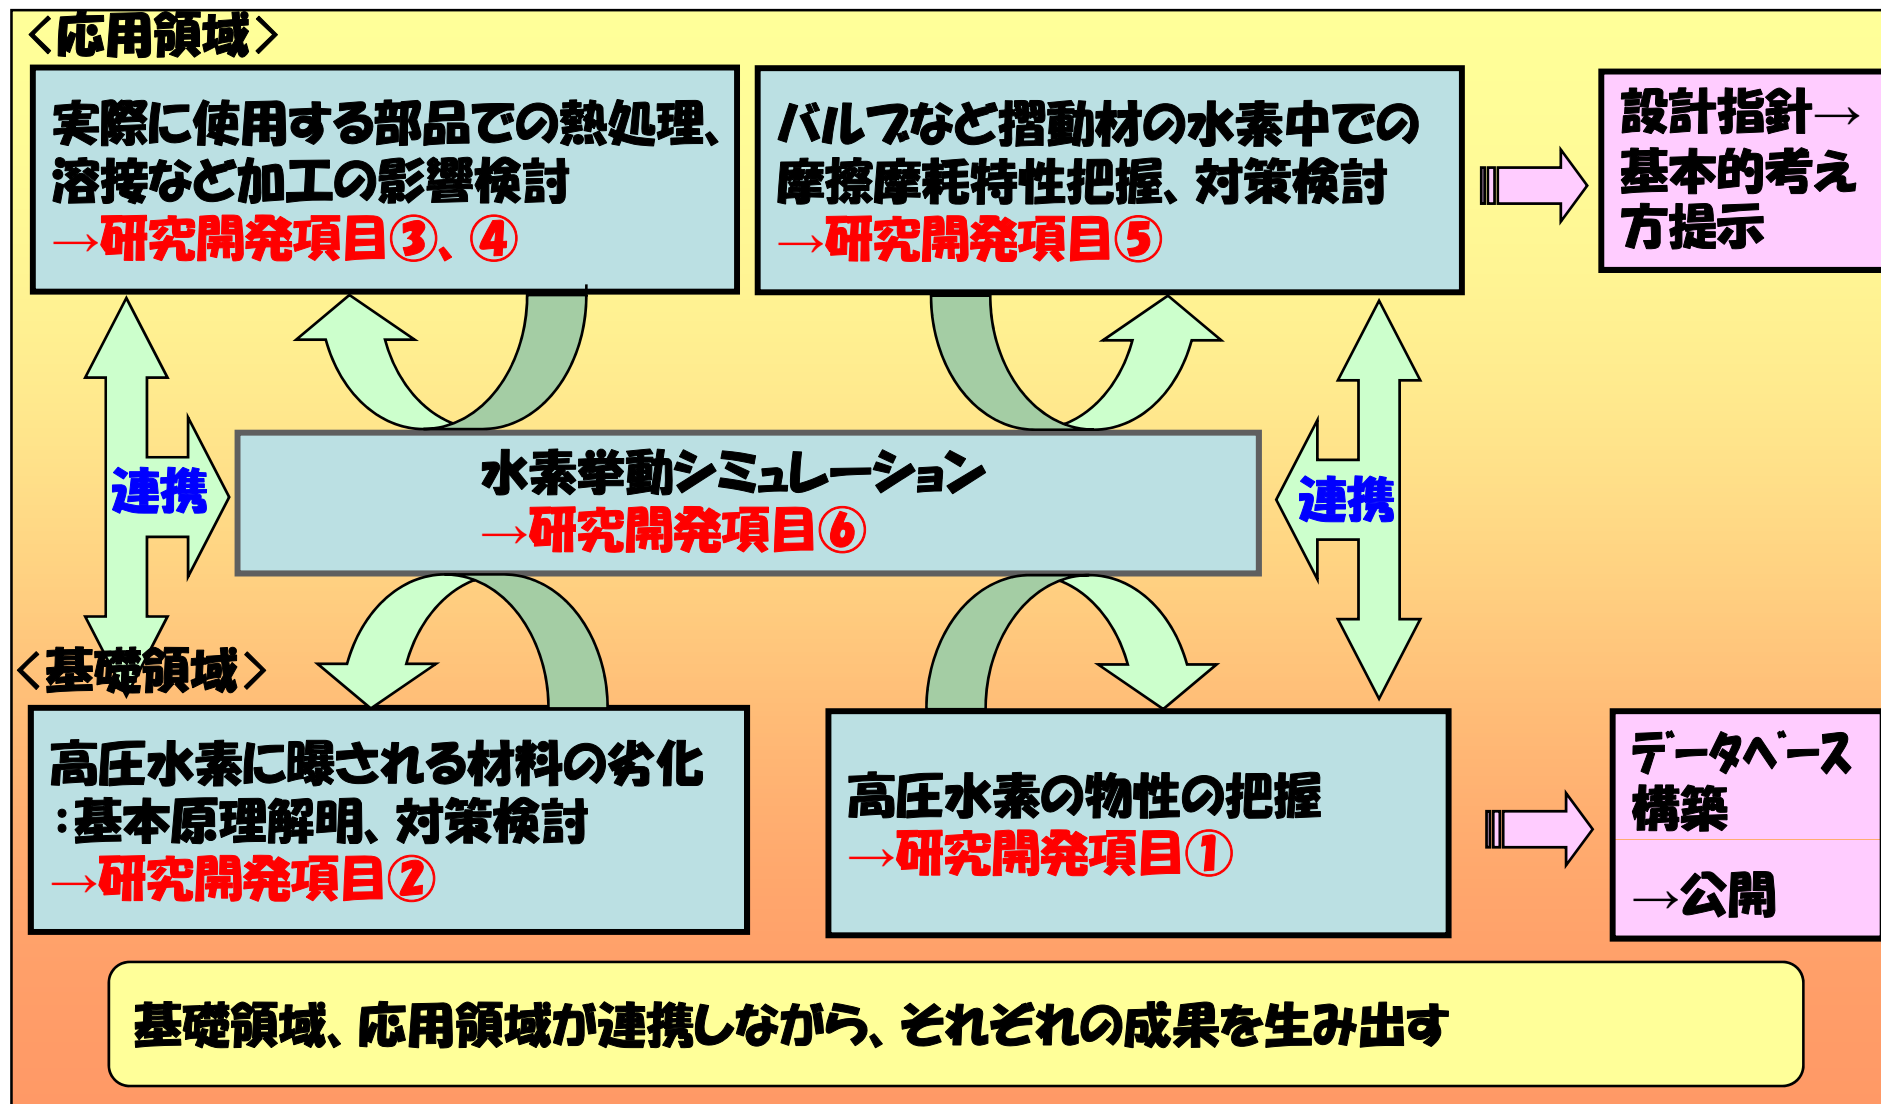 ＜応用領域＞
実際に使用する部品での熱処理、
溶接など加工の影響検討
→研究開発項目③、④
バルブなど摺動材の水素中での
摩擦摩耗特性把握、対策検討
→研究開発項目⑤
設計指針→
基本的考え
方提示
連携
水素挙動シミュレーション
→研究開発項目⑥
連携
＜基礎領域＞
高圧水素に曝される材料の劣化
：基本原理解明、対策検討
→研究開発項目②
高圧水素の物性の把握
→研究開発項目①
データベース
構築
→公開
基礎領域、応用領域が連携しながら、それぞれの成果を生み出す